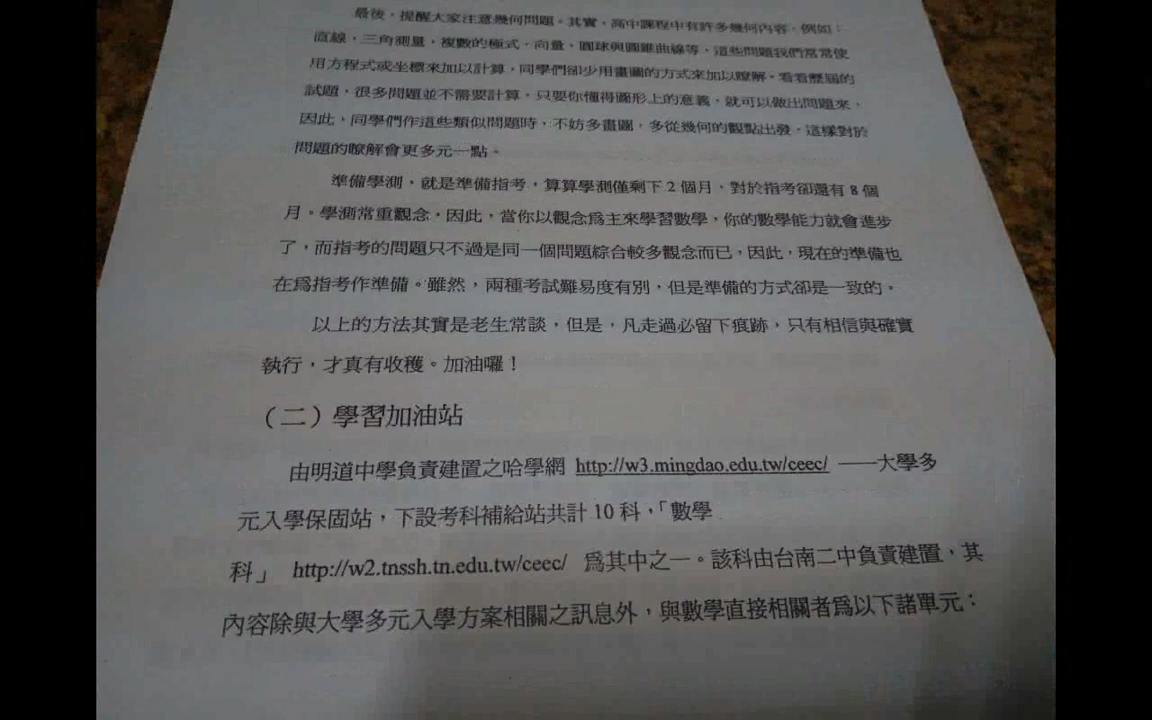 最後，提醒大家注意幾何問題。其實，高中課程中有許多幾何內容，例如：
直線，三角測量，複數的極式，向量，圓球與圓錐曲線等，這些問題我們常常使
用方程式或坐標來加以計算，同學們卻少用畫圖的方式來加以瞭解。看看歷屆的
試題，很多問題並不需要計算，只要你懂得圖形上的意義，就可以做出問題來，
因此，同學們作這些類似問題時，不妨多畫圖，多從幾何的觀點出發，這樣對於
問題的瞭解會更多元一點。
準備學測，就是準備指考，算算學測僅剩下 2 個月，對於指考卻還有 8 個
月。學測常重觀念，因此，當你以觀念為主來學習數學，你的數學能力就會進步
了，而指考的問題只不過是同一個問題綜合較多觀念而已，因此，現在的準備也
在為指考作準備。雖然，兩種考試難易度有別，但是準備的方式卻是一致的。
以上的方法其實是老生常談，但是，凡走過必留下痕跡，只有相信與確實
執行，才真有收穫。加油囉！
（二）學習加油站
由明道中學負責建置之哈學網 http://w3.mingdao.edu.tw/ceec/ ——大學多
元入學保固站，下設考科補給站共計 10 科，「數學
科」 http://w2.tnssh.tn.edu.tw/ceec/ 為其中之一。該科由台南二中負責建置，其
內容除與大學多元入學方案相關之訊息外，與數學直接相關者為以下諸單元：